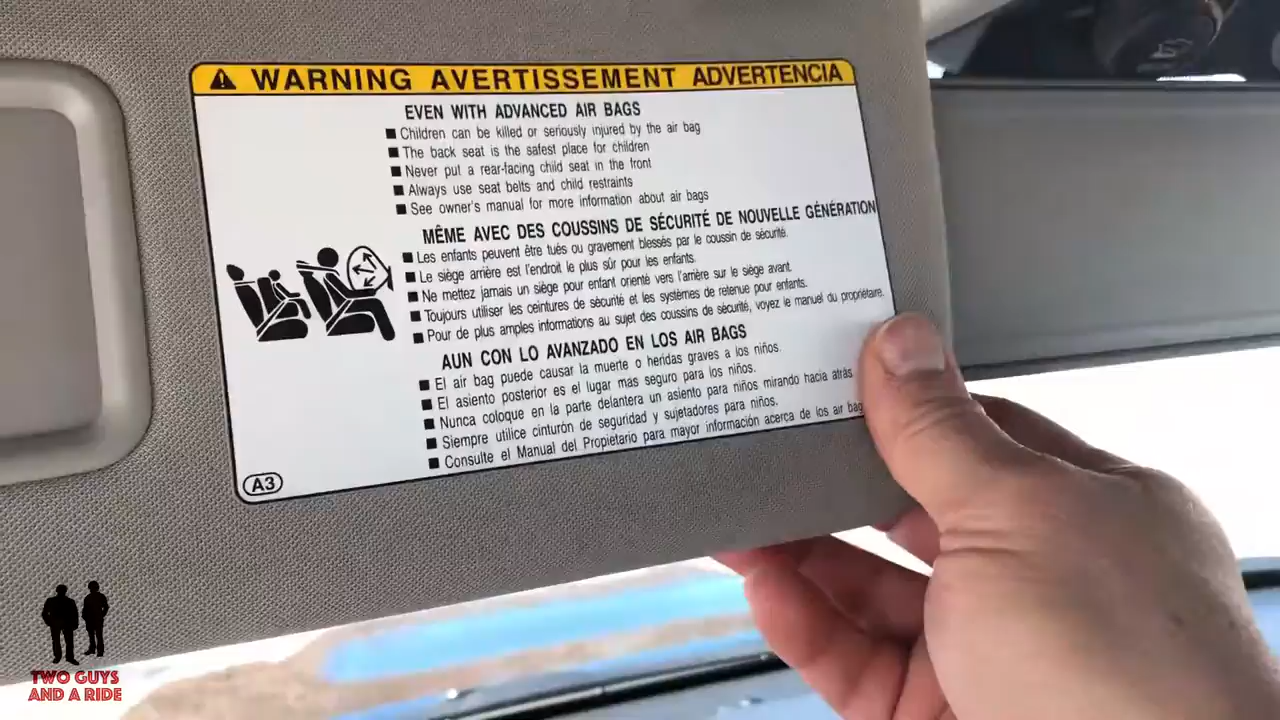 WARNING AVERTISSEMENT ADVERTENCIA
EVEN WITH ADVANCED AIR BAGS
■ Children can be killed or seriously injured by the air bag
■ The back seat is the safest place for children
■ Never put a rear-facing child seat in the front
■ Always use seat belts and child restraints
■ See owner's manual for more information about air bags
MÊME AVEC DES COUSSINS DE SÉCURITÉ DE NOUVELLE GÉNÉRATION
■ Les enfants peuvent être tués ou gravement blessés par le coussin de sécurité.
■ Le siège arrière est l'endroit le plus sûr pour les enfants.
■ Ne mettez jamais un siège pour enfant orienté vers l'arrière sur le siège avant.
■ Toujours utiliser les ceintures de sécurité et les systèmes de retenue pour enfants.
■ Pour de plus amples informations au sujet des coussins de sécurité, voyez le manuel du propriétaire.
AUN CON LO AVANZADO EN LOS AIR BAGS
■ El air bag puede causar la muerte o heridas graves a los niños.
■ El asiento posterior es el lugar mas seguro para los niños.
■ Nunca coloque en la parte delantera un asiento para niños mirando hacia atrás
■ Siempre utilice cinturón de seguridad y sujetadores para niños.
■ Consulte el Manual del Propietario para mayor información acerca de los air bag
A3
TWO GUYS
AND A RIDE